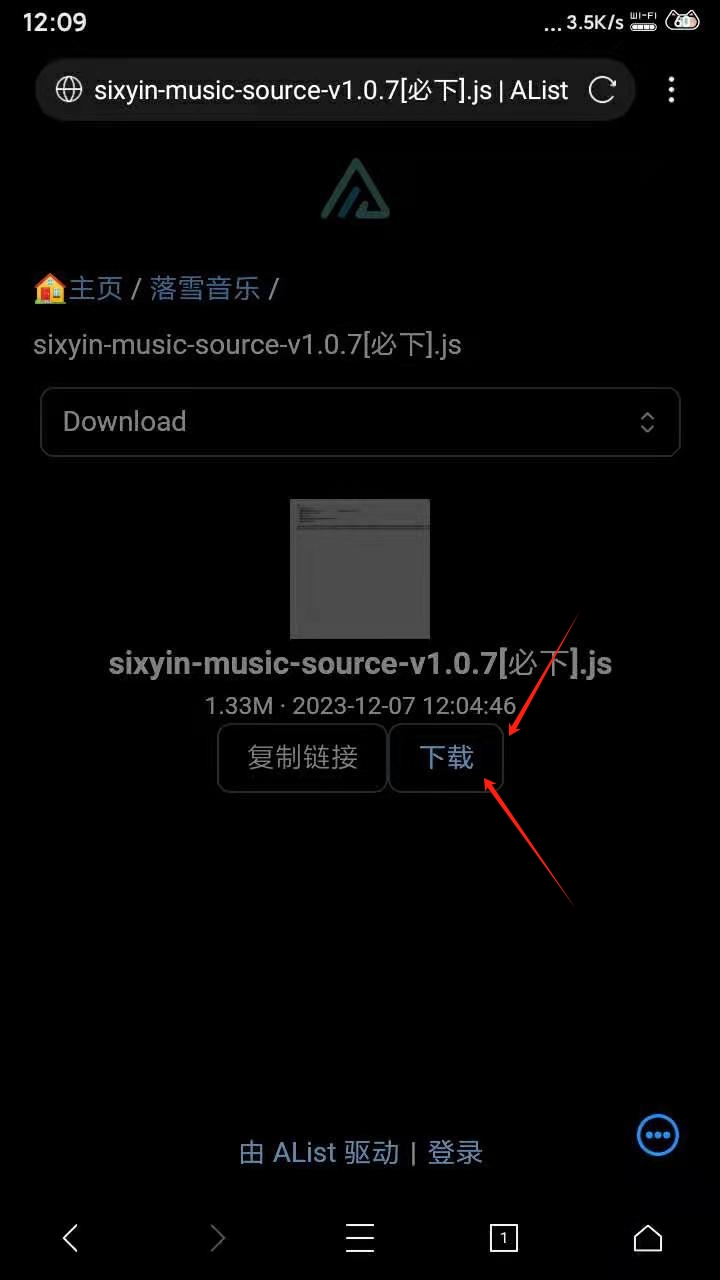 12:09
... 3.5K/s WI-FI 60
sixyin-music-source-v1.0.7[必下].js | AList
主页 / 落雪音乐 /
sixyin-music-source-v1.0.7[必下].js
Download
sixyin-music-source-v1.0.7[必下].js
1.33M · 2023-12-07 12:04:46
复制链接 下载
由 AList 驱动 | 登录
1